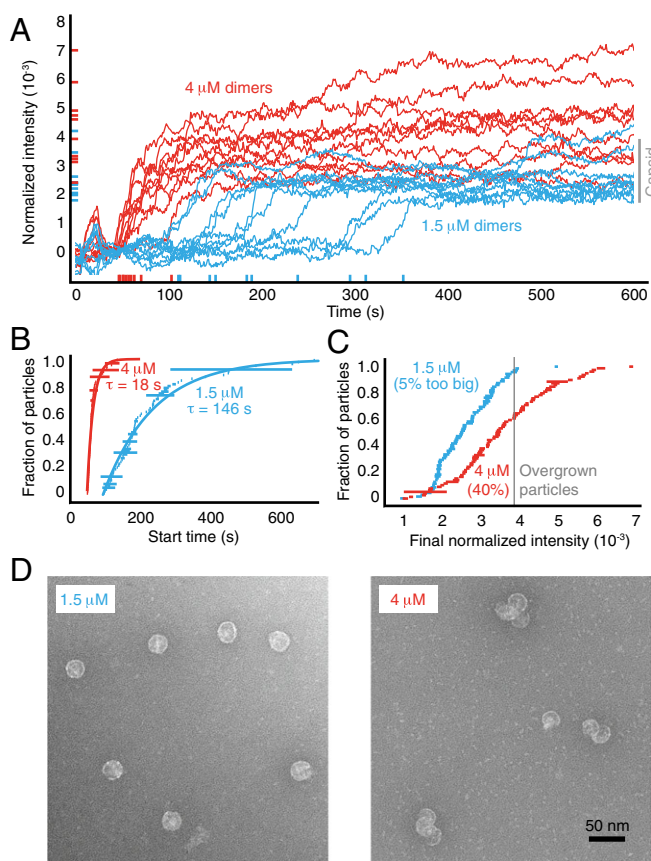 A
Normalized intensity (10⁻³)
8
7
6
5
4
3
2
1
0
4 μM dimers
1.5 μM dimers
Capsid
0
100
200
300
400
500
600
Time (s)
B
Fraction of particles
1.0
0.8
0.6
0.4
0.2
0
4 μM
τ = 18 s
1.5 μM
τ = 146 s
0
200
400
600
Start time (s)
C
Fraction of particles
1.0
0.8
0.6
0.4
0.2
0
1.5 μM
(5% too big)
4 μM
(40%)
Overgrown
particles
1
2
3
4
5
6
7
Final normalized intensity (10⁻³)
D
1.5 μM
4 μM
50 nm